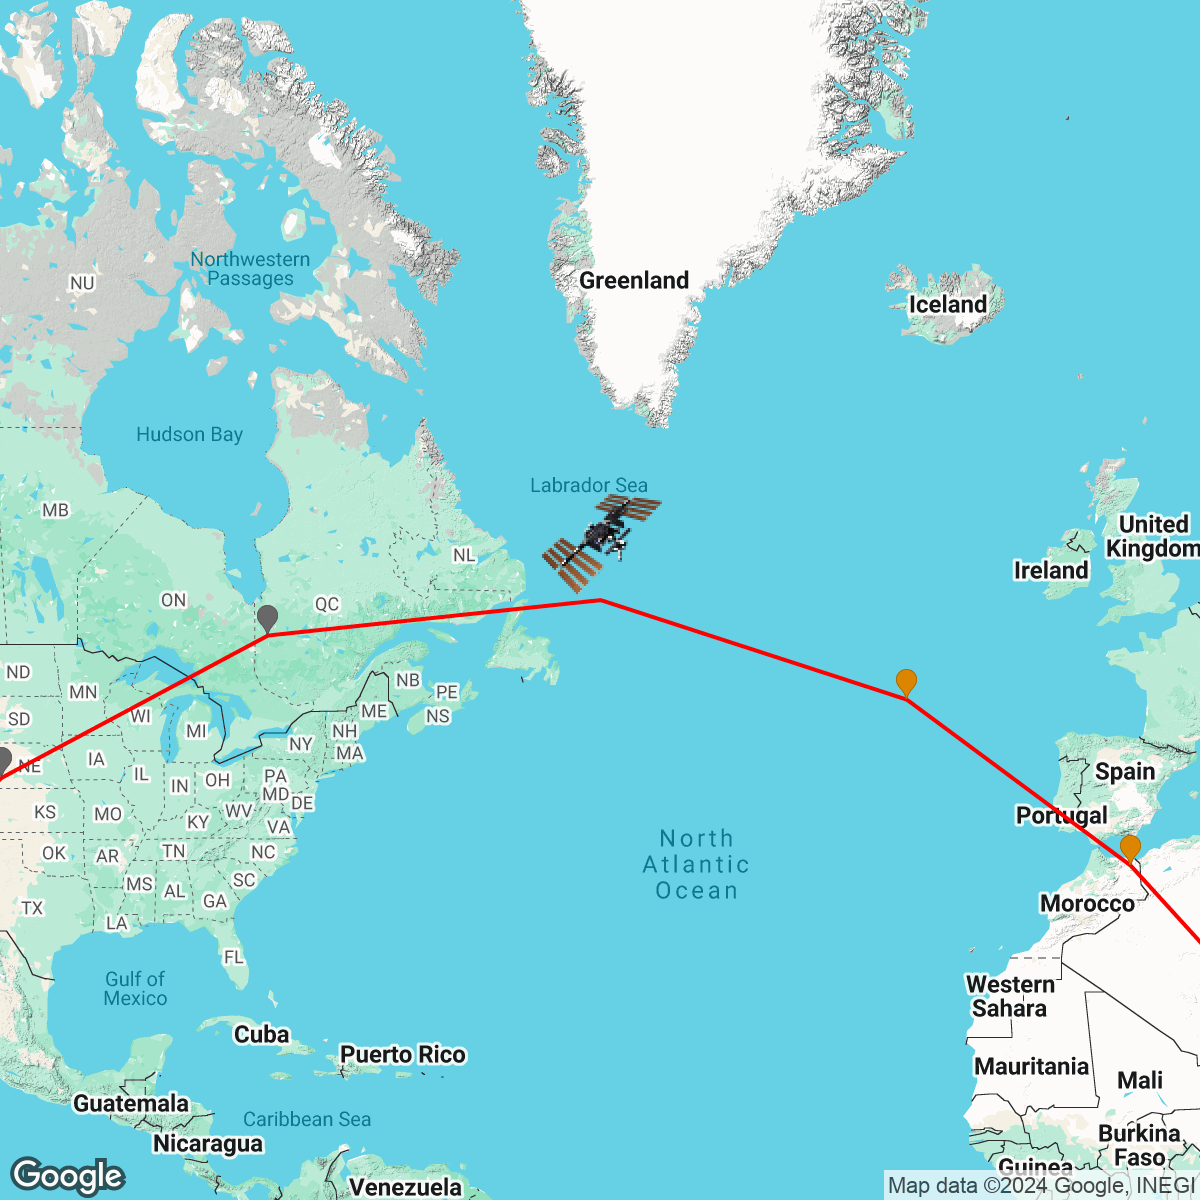 Northwestern
Passages
NU
Greenland
Iceland
Hudson Bay
Labrador Sea
MB
United
Kingdom
NL
Ireland
ON
QC
ND
NB
MN
PE
ME
SD
WI
NS
MI
NH
NY
MA
IA
NE
IL
IN
OH
PA
Spain
MD
DE
KS
MO
WV
KY
VA
Portugal
North
Atlantic
Ocean
OK
AR
TN
NC
MS
AL
SC
GA
TX
LA
Morocco
FL
Gulf of
Mexico
Western
Sahara
Cuba
Puerto Rico
Mauritania
Mali
Guatemala
Caribbean Sea
Nicaragua
Burkina
Faso
Guinea
Venezuela
Google
Map data ©2024 Google, INEGI